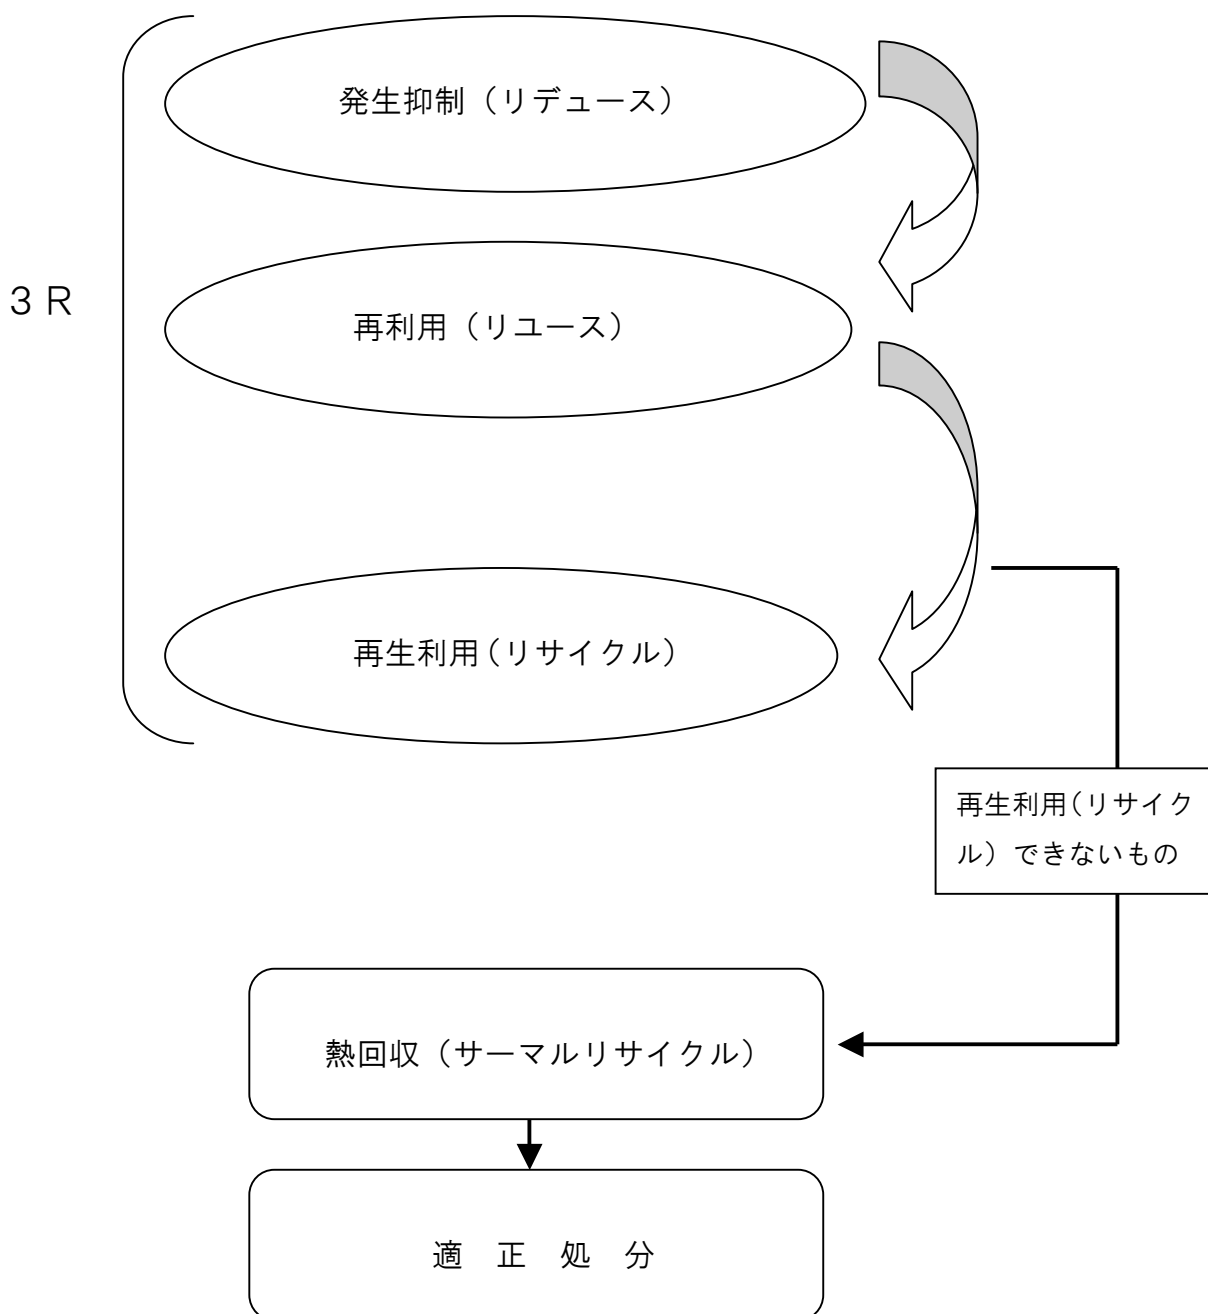 発生抑制（リデュース）
３Ｒ
再利用（リユース）
再生利用（リサイクル）
再生利用（リサイク
ル）できないもの
熱回収（サーマルリサイクル）
適　正　処　分